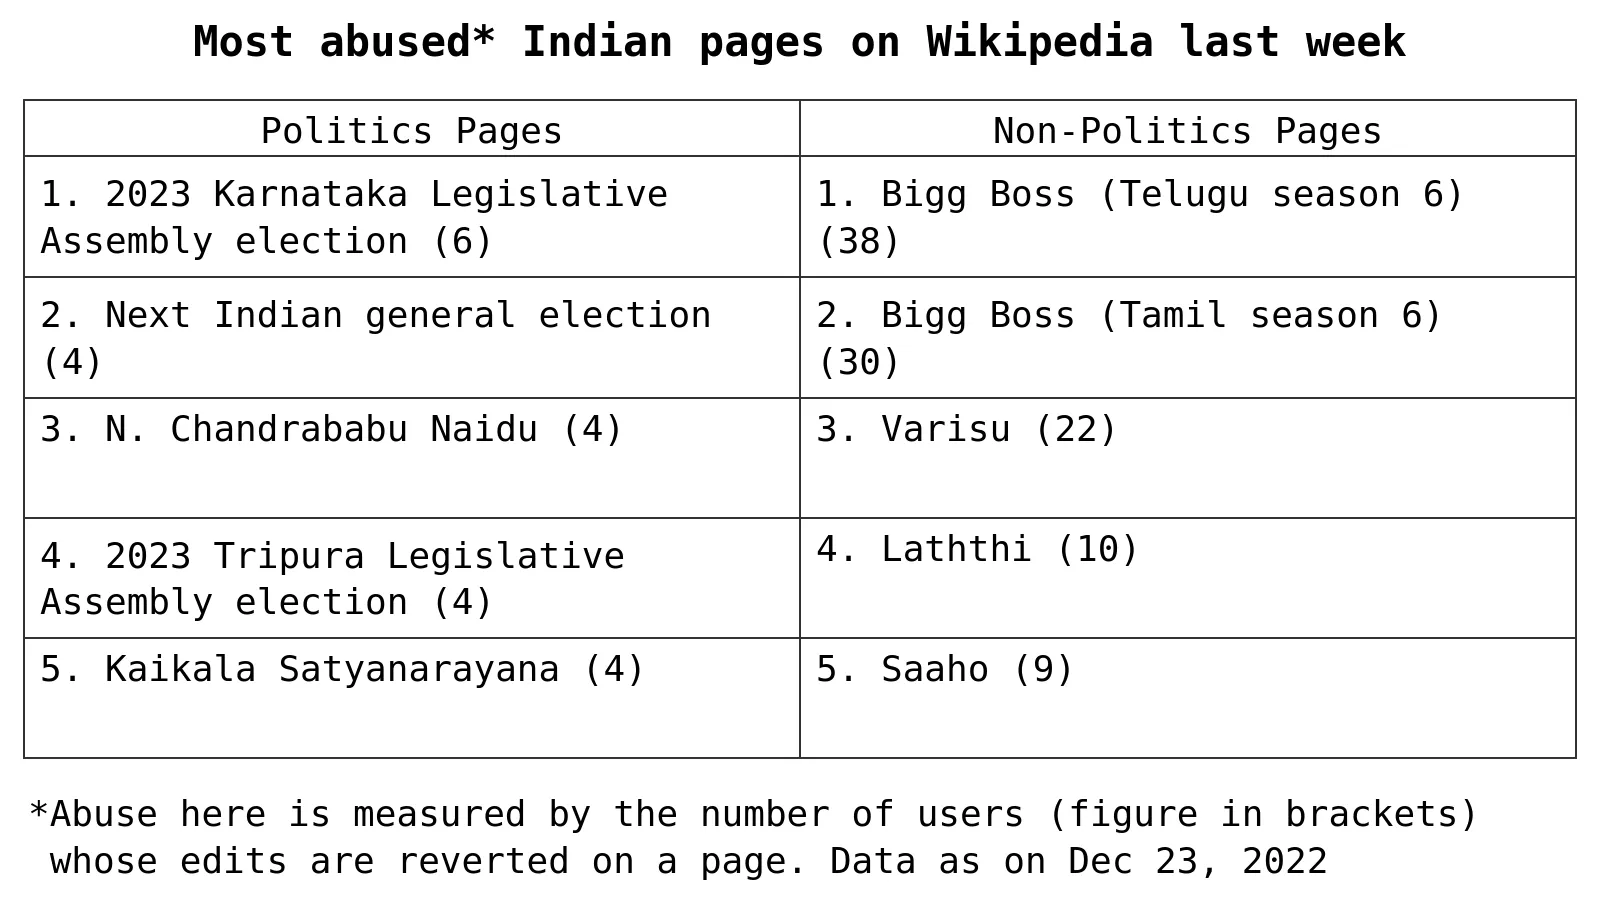 Most abused* Indian pages on Wikipedia last week
Politics Pages
Non-Politics Pages
1. 2023 Karnataka Legislative
Assembly election (6)
1. Bigg Boss (Telugu season 6)
(38)
2. Next Indian general election
(4)
2. Bigg Boss (Tamil season 6)
(30)
3. N. Chandrababu Naidu (4)
3. Varisu (22)
4. 2023 Tripura Legislative
Assembly election (4)
4. Laththi (10)
5. Kaikala Satyanarayana (4)
5. Saaho (9)
*Abuse here is measured by the number of users (figure in brackets)
whose edits are reverted on a page. Data as on Dec 23, 2022